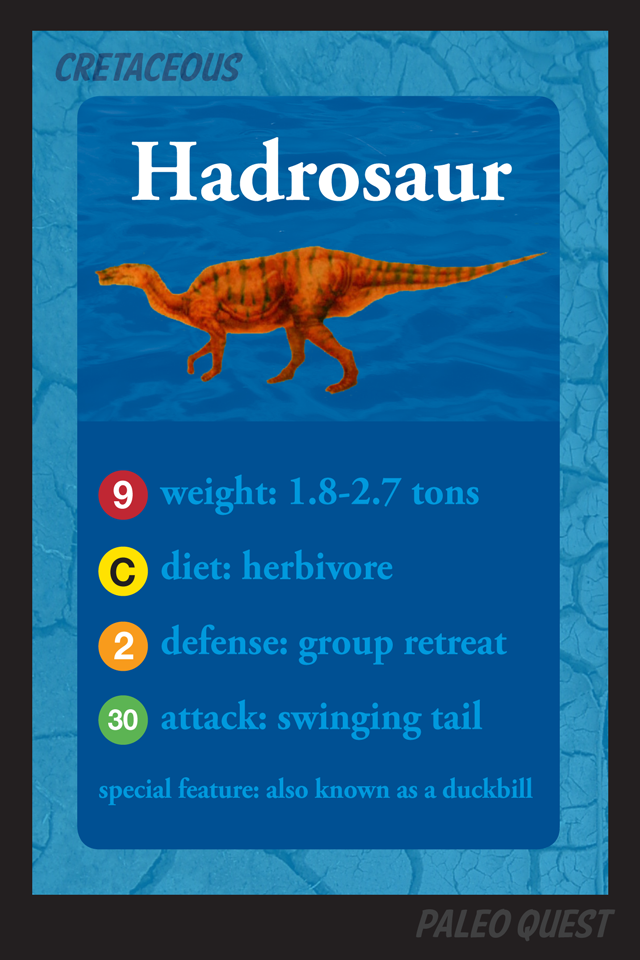 CRETACEOUS
Hadrosaur
9 weight: 1.8-2.7 tons
C diet: herbivore
2 defense: group retreat
30 attack: swinging tail
special feature: also known as a duckbill
PALEO QUEST